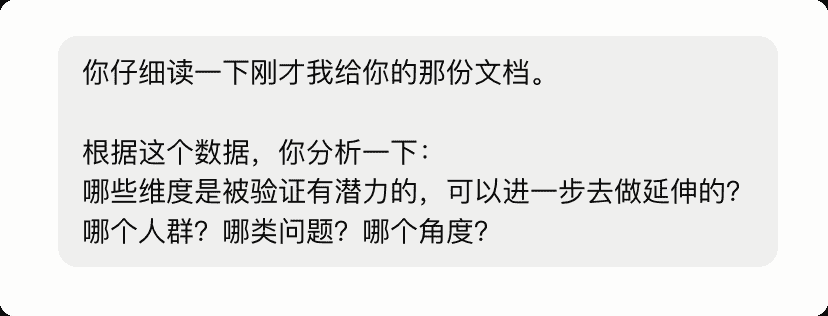 你仔细读一下刚才我给你的那份文档。
根据这个数据，你分析一下：
哪些维度是被验证有潜力的，可以进一步去做延伸的？
哪个人群？哪类问题？哪个角度？